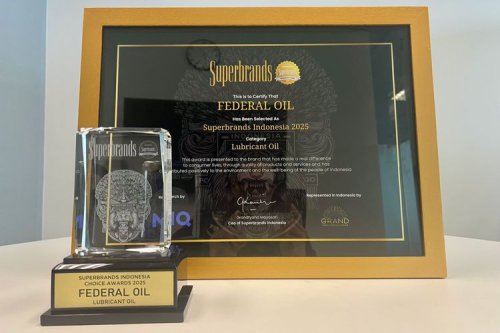 Superbrands
This is to Certify That
FEDERAL OIL
Has Been Selected As
Superbrands Indonesia 2025
Category
Lubricant Oil
This award is presented to the brand that has made a real difference
to consumer lives, through quality of products and services and has
buted positively to the environment and the well-being of the people of Indonesia
Represented in Indonesia by
GRAND
CEO of Superbrands Indonesia
Superbrands
NIQ
SUPERBRANDS INDONESIA
CHOICE AWARDS 2025
FEDERAL OIL
LUBRICANT OIL